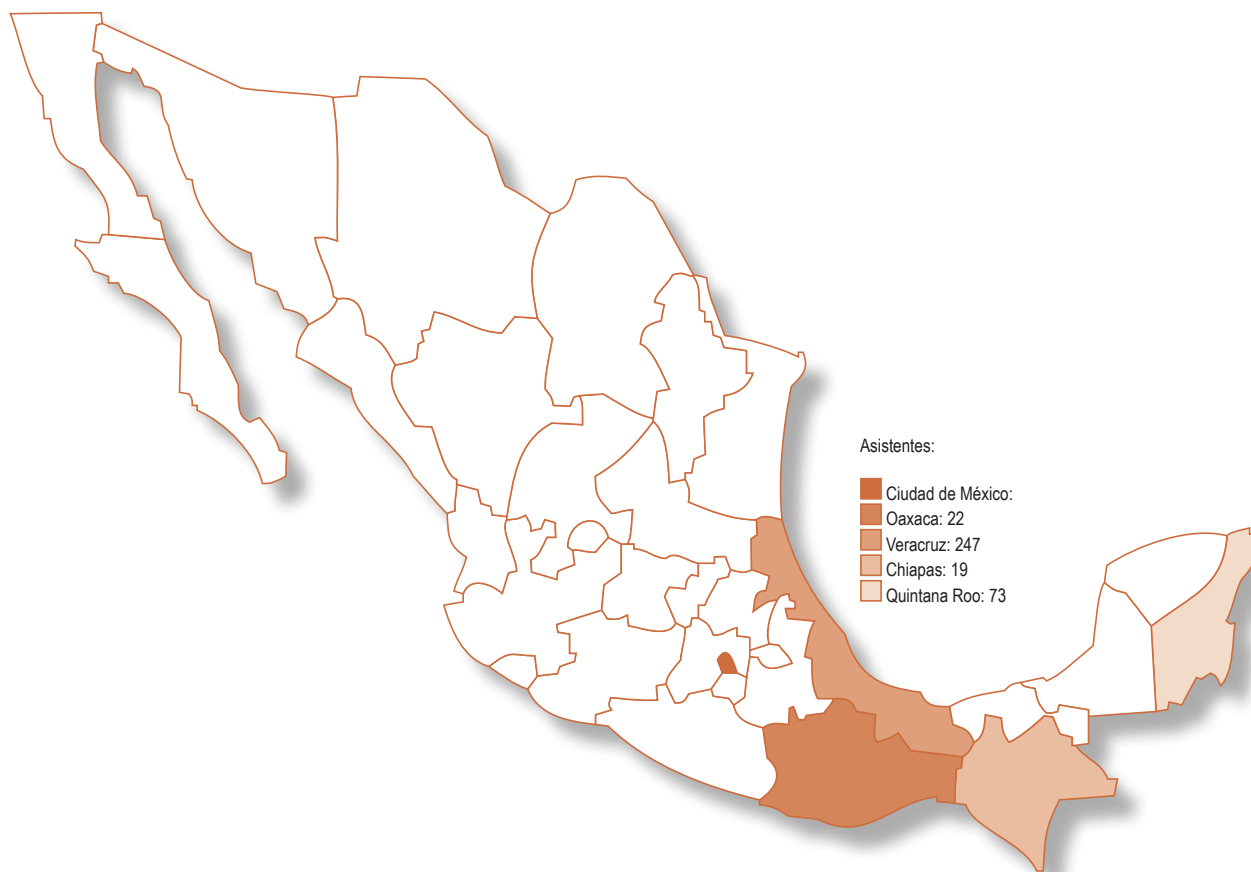 Asistentes:
Ciudad de México:
Oaxaca: 22
Veracruz: 247
Chiapas: 19
Quintana Roo: 73